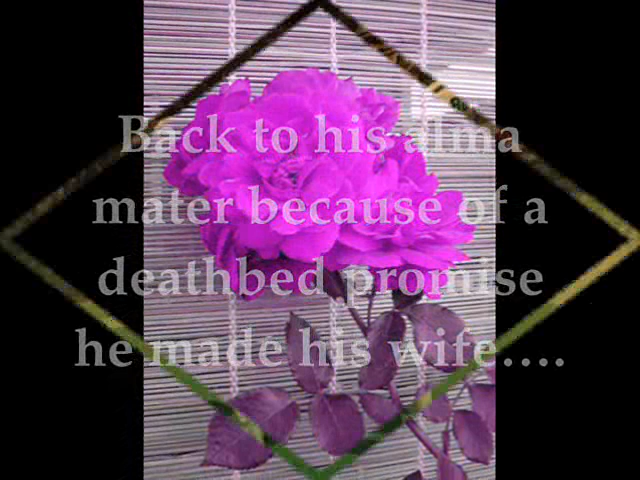 Back to his alma
mater because of a
deathbed promise
he made his wife….